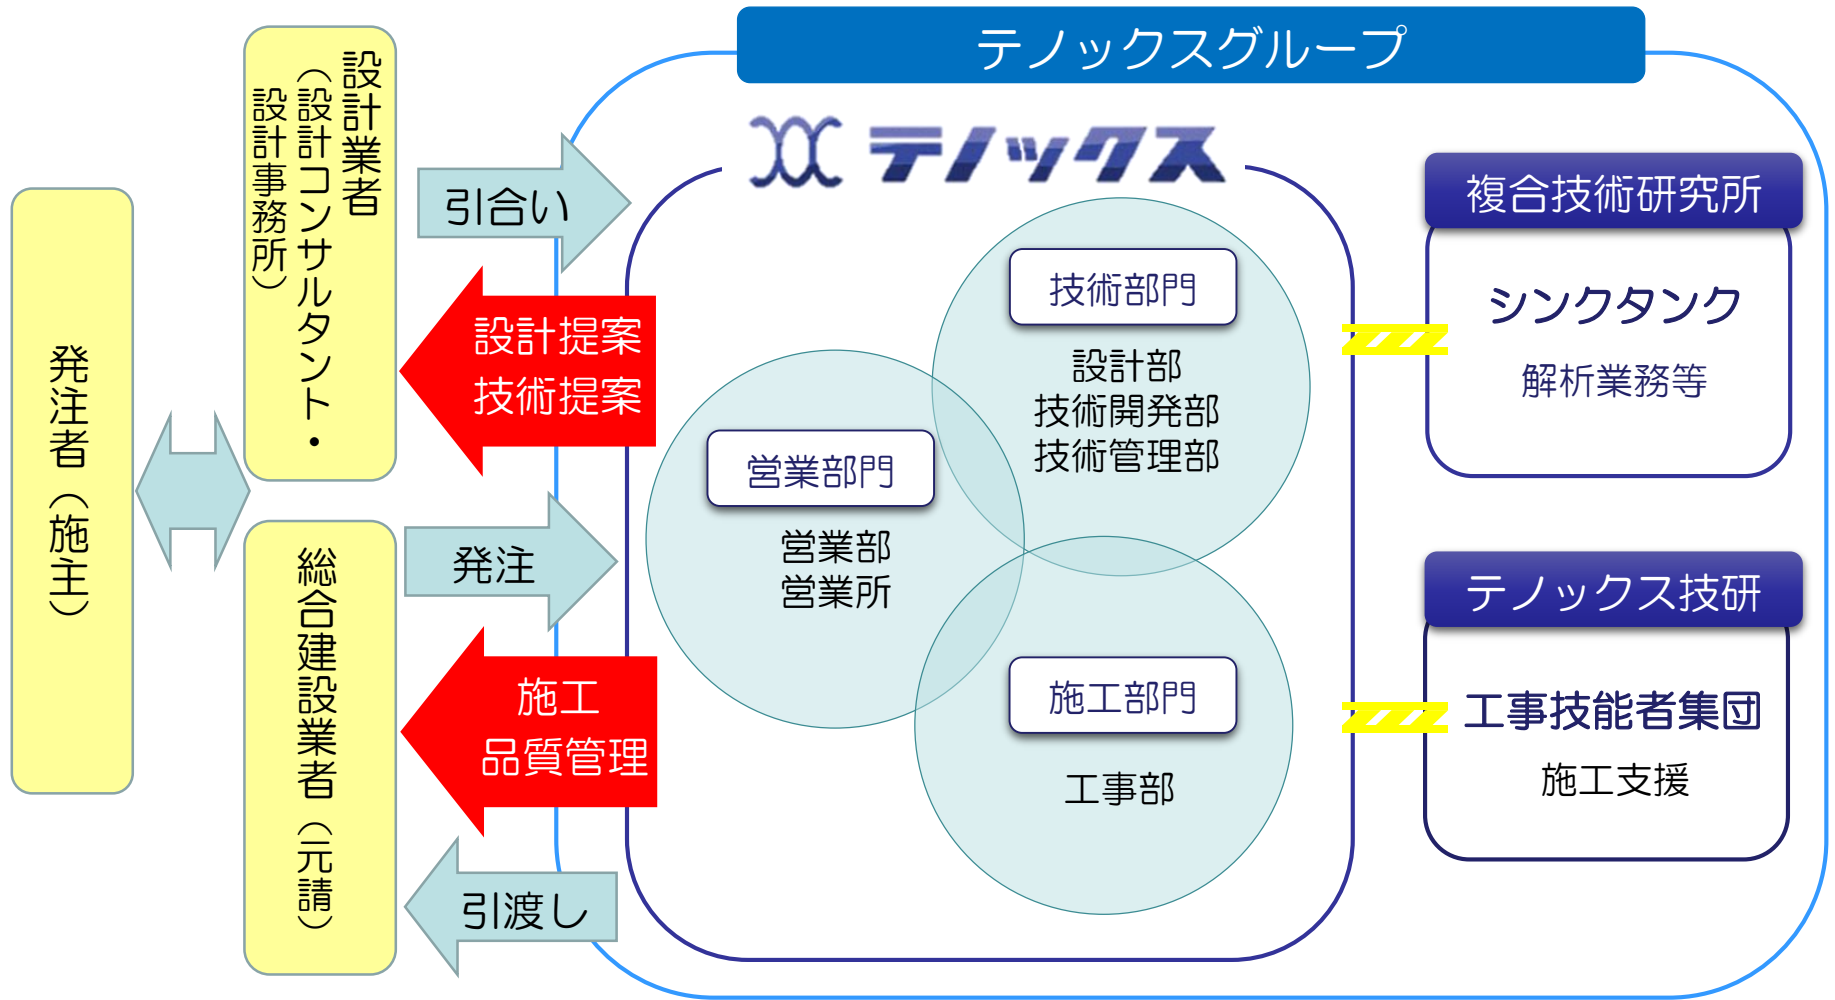 テノックスグループ
テノックス
発注者（施主）
設計業者
（設計コンサルタント・
設計事務所）
総合建設業者（元請）
引合い
設計提案
技術提案
発注
施工
品質管理
引渡し
技術部門
設計部
技術開発部
技術管理部
営業部門
営業部
営業所
施工部門
工事部
複合技術研究所
シンクタンク
解析業務等
テノックス技研
工事技能者集団
施工支援